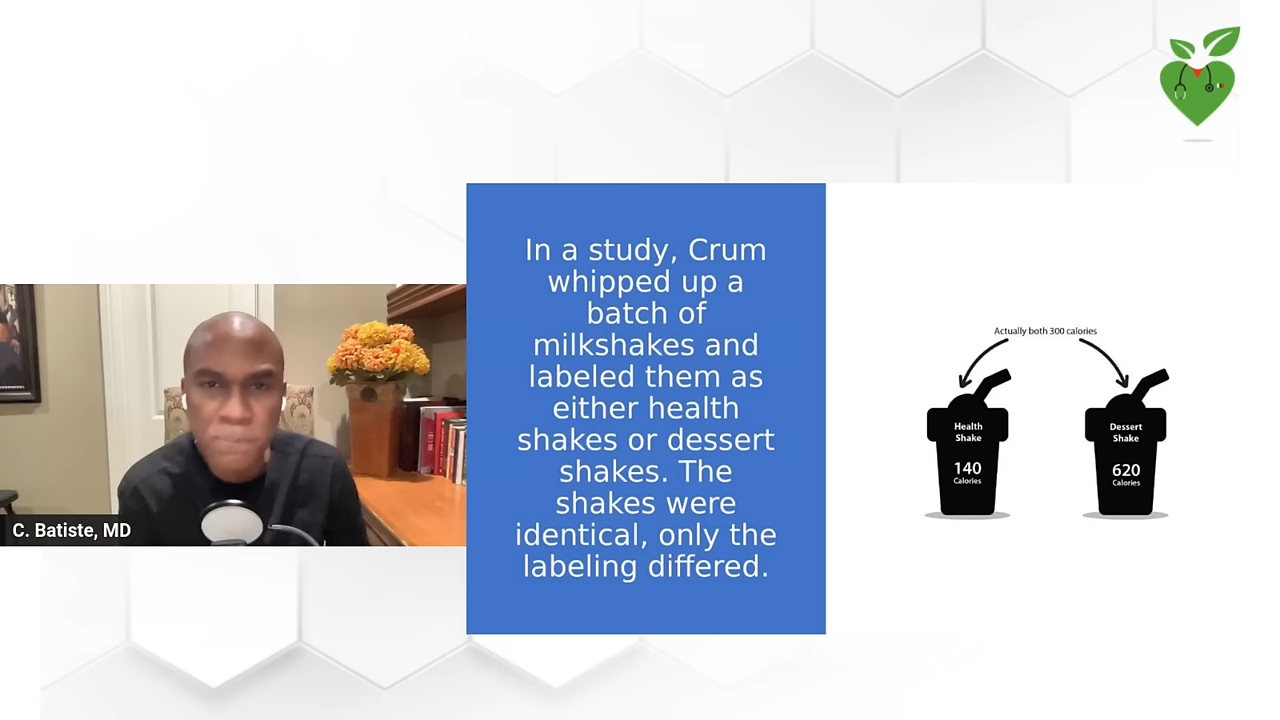 In a study, Crum
whipped up a
batch of
milkshakes and
labeled them as
either health
shakes or dessert
shakes. The
shakes were
identical, only the
labeling differed.
Actually both 300 calories
Health
Shake
140
Calories
Dessert
Shake
620
Calories
C. Batiste, MD